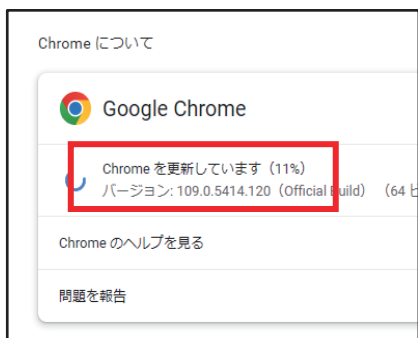 Chrome について
Google Chrome
Chrome を更新しています（11%）
バージョン: 109.0.5414.120（Official Build）（64
Chrome のヘルプを見る
問題を報告